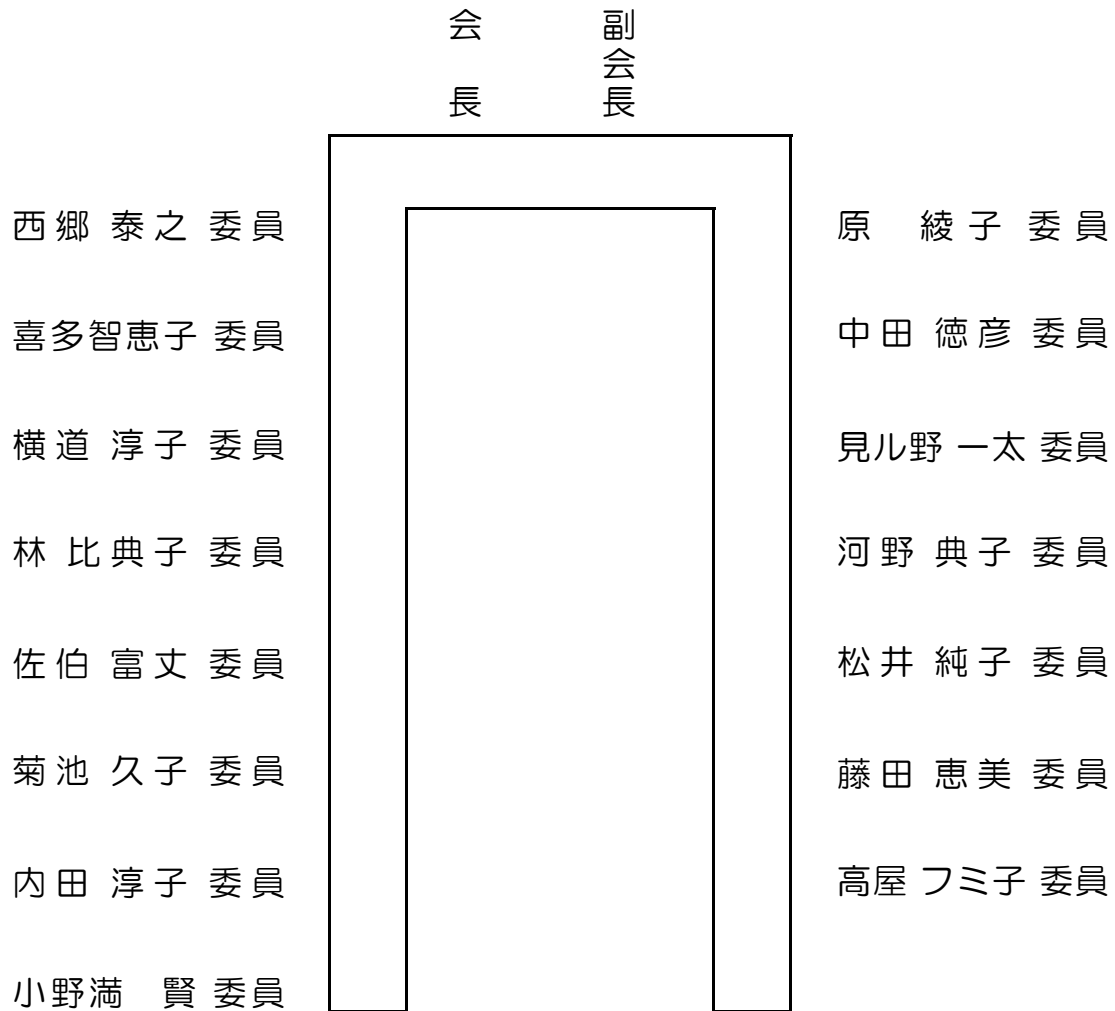 会長
副会長
西郷 泰之 委員
原 綾子 委員
喜多智恵子 委員
中田 徳彦 委員
横道 淳子 委員
見ル野 一太 委員
林 比典子 委員
河野 典子 委員
佐伯 富丈 委員
松井 純子 委員
菊池 久子 委員
藤田 恵美 委員
内田 淳子 委員
高屋 フミ子 委員
小野満 賢 委員